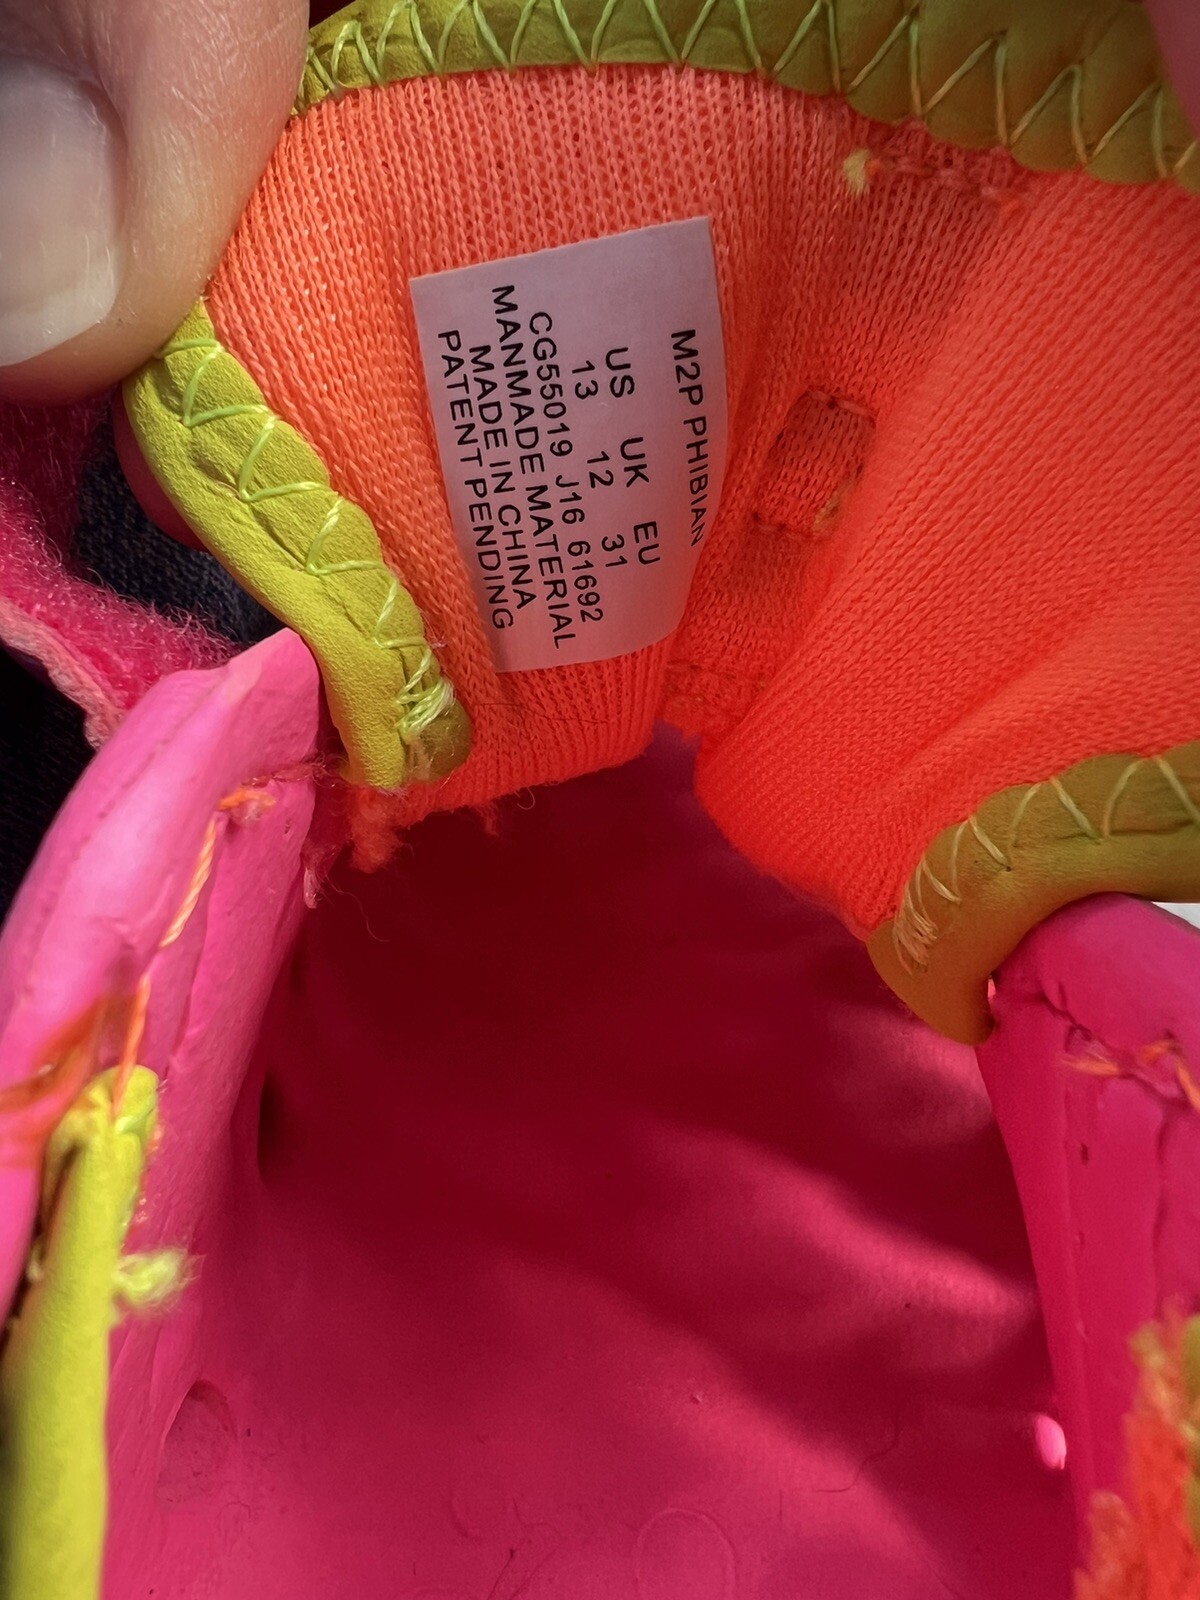 M2P PHIBIAN
US UK EU
13 12 31
CG55019 J16 61692
MANMADE MATERIAL
MADE IN CHINA
PATENT PENDING